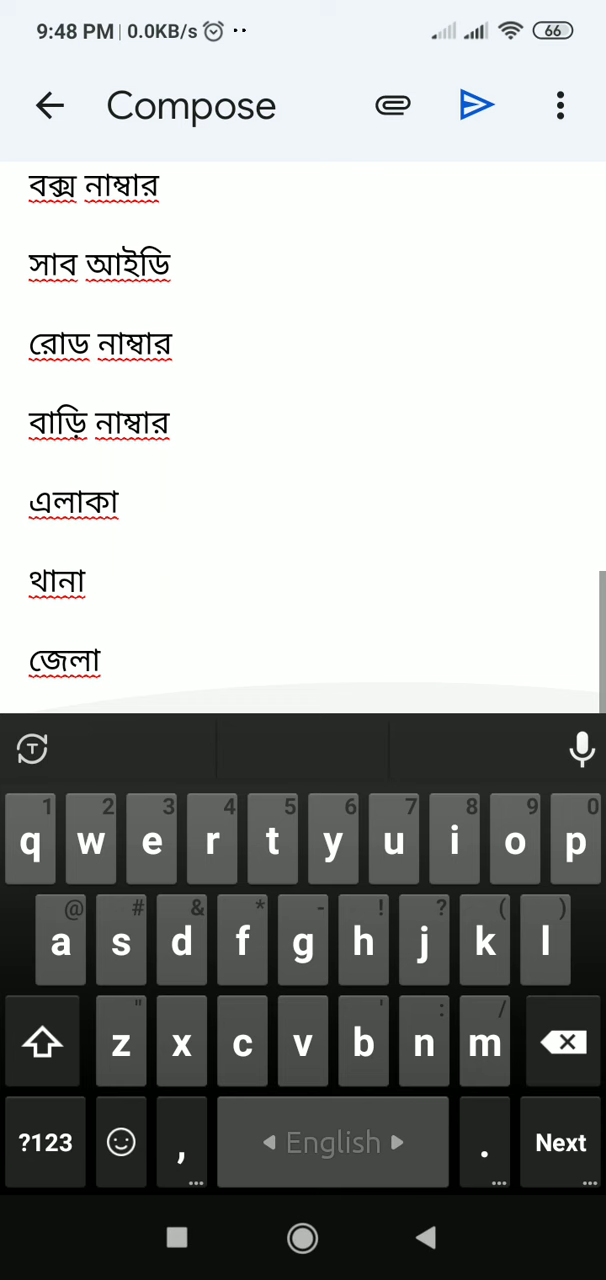 9:48 PM | 0.0KB/s 66
Compose
বক্স নাম্বার
সাব আইডি
রোড নাম্বার
বাড়ি নাম্বার
এলাকা
থানা
জেলা
1 2 3 4 5 6 7 8 9 0
q w e r t y u i o p
@ # & * - ! ? ( )
a s d f g h j k l
" ' : /
z x c v b n m
?123 , English . Next